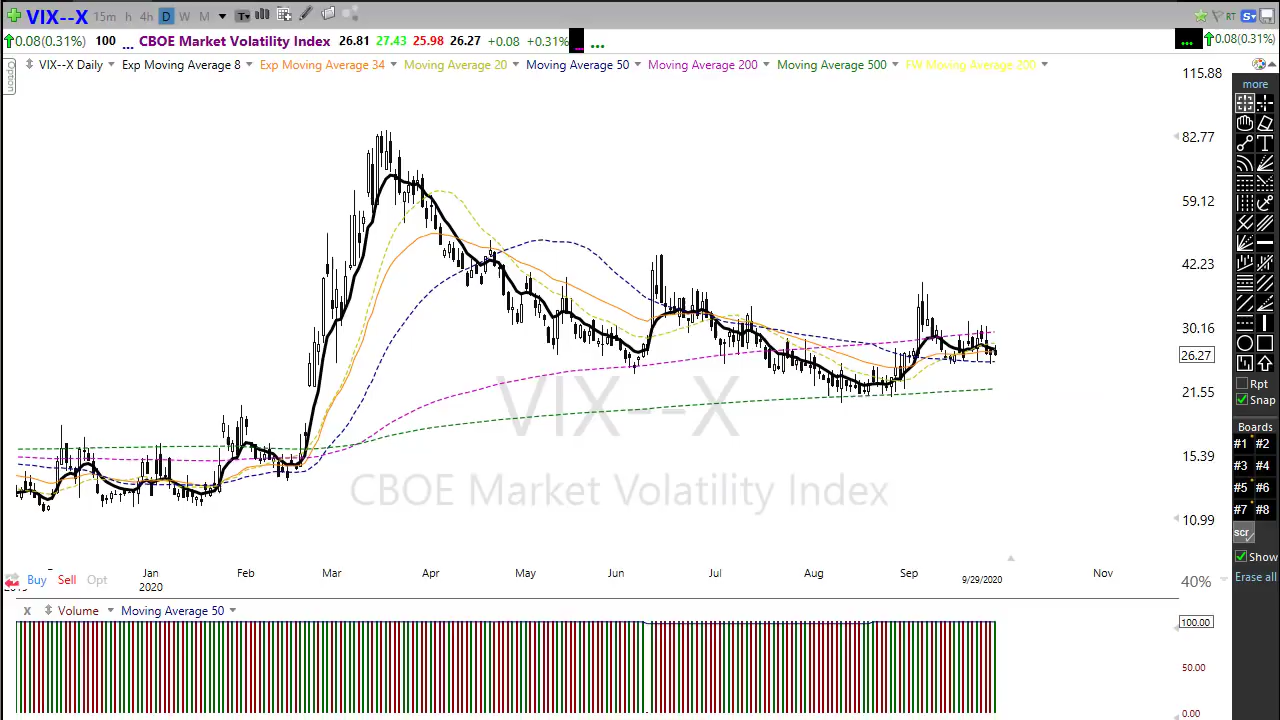 VIX--X 15m h 4h D W M T RT S
0.08(0.31%) 100 ... CBOE Market Volatility Index 26.81 27.43 25.98 26.27 +0.08 +0.31% ... ... 0.08(0.31%)
Option
VIX--X Daily Exp Moving Average 8 Exp Moving Average 34 Moving Average 20 Moving Average 50 Moving Average 200 Moving Average 500 FW Moving Average 200
115.88
more
82.77
59.12
42.23
30.16
26.27
21.55
15.39
10.99
VIX--X
CBOE Market Volatility Index
Rpt
Snap
Boards
#1 #2
#3 #4
#5 #6
#7 #8
scr
Show
Erase all
Jan Feb Mar Apr May Jun Jul Aug Sep Nov
2020 9/29/2020
Buy Sell Opt 40%
X Volume Moving Average 50
100.00
50.00
0.00